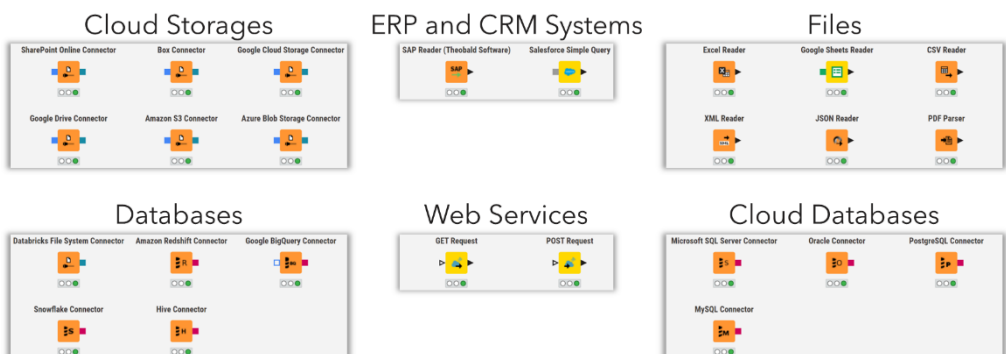 Cloud Storages
SharePoint Online Connector
Box Connector
Google Cloud Storage Connector
Google Drive Connector
Amazon S3 Connector
Azure Blob Storage Connector
ERP and CRM Systems
SAP Reader (Theobald Software)
Salesforce Simple Query
SAP
Files
Excel Reader
Google Sheets Reader
CSV Reader
XML Reader
JSON Reader
PDF Parser
Databases
Databricks File System Connector
Amazon Redshift Connector
Google BigQuery Connector
R
Snowflake Connector
Hive Connector
S
H
Web Services
GET Request
POST Request
Cloud Databases
Microsoft SQL Server Connector
Oracle Connector
PostgreSQL Connector
S
O
P
MySQL Connector
M